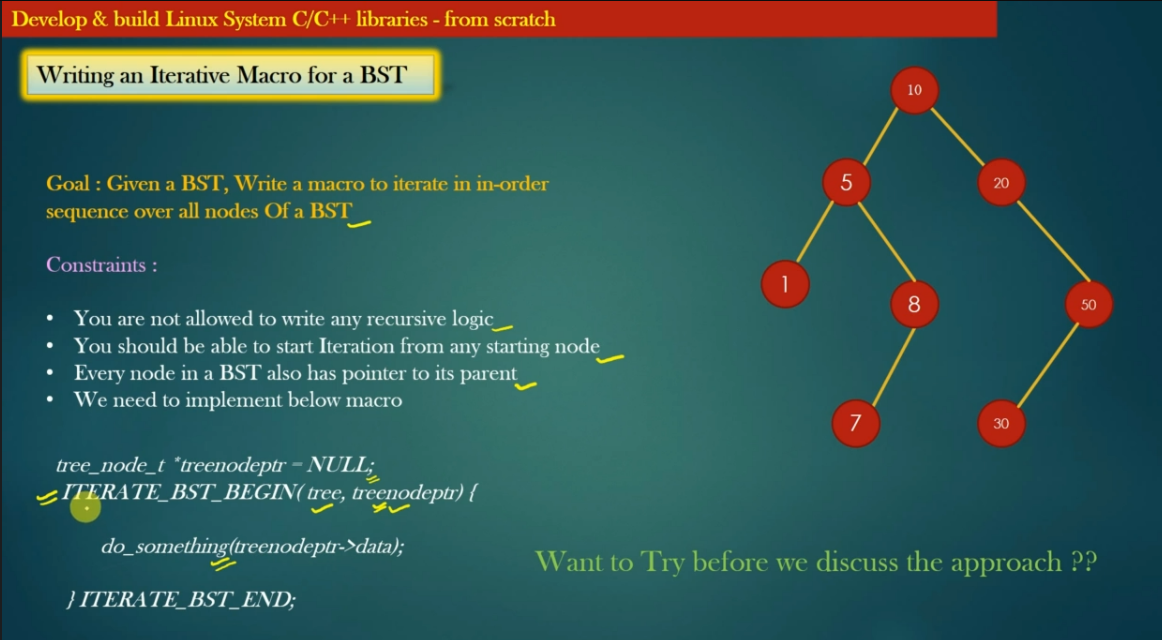 Develop & build Linux System C/C++ libraries - from scratch
Writing an Iterative Macro for a BST
Goal : Given a BST, Write a macro to iterate in in-order
sequence over all nodes Of a BST
Constraints :
• You are not allowed to write any recursive logic
• You should be able to start Iteration from any starting node
• Every node in a BST also has pointer to its parent
• We need to implement below macro
tree_node_t *treenodeptr = NULL;
ITERATE_BST_BEGIN( tree, treenodeptr) {
do_something(treenodeptr->data);
} ITERATE_BST_END;
10
5
20
1
8
50
7
30
Want to Try before we discuss the approach ??